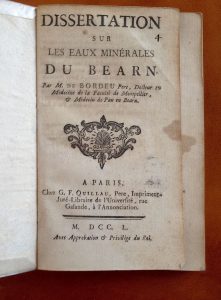 DISSERTATION
SUR
LES EAUX MINÉRALES
DU BEARN
Par M. DE BORDEU Pere, Docteur en
Médecine de la Faculté de Montpellier,
& Médecin de Pau en Bearn.
A PARIS,
Chez G. F. QUILLAU, Pere, Imprimeur
Juré-Libraire de l'Université, rue
Galande, à l'Annonciation.
M. DCC. L.
Avec Approbation & Privilége du Roi.